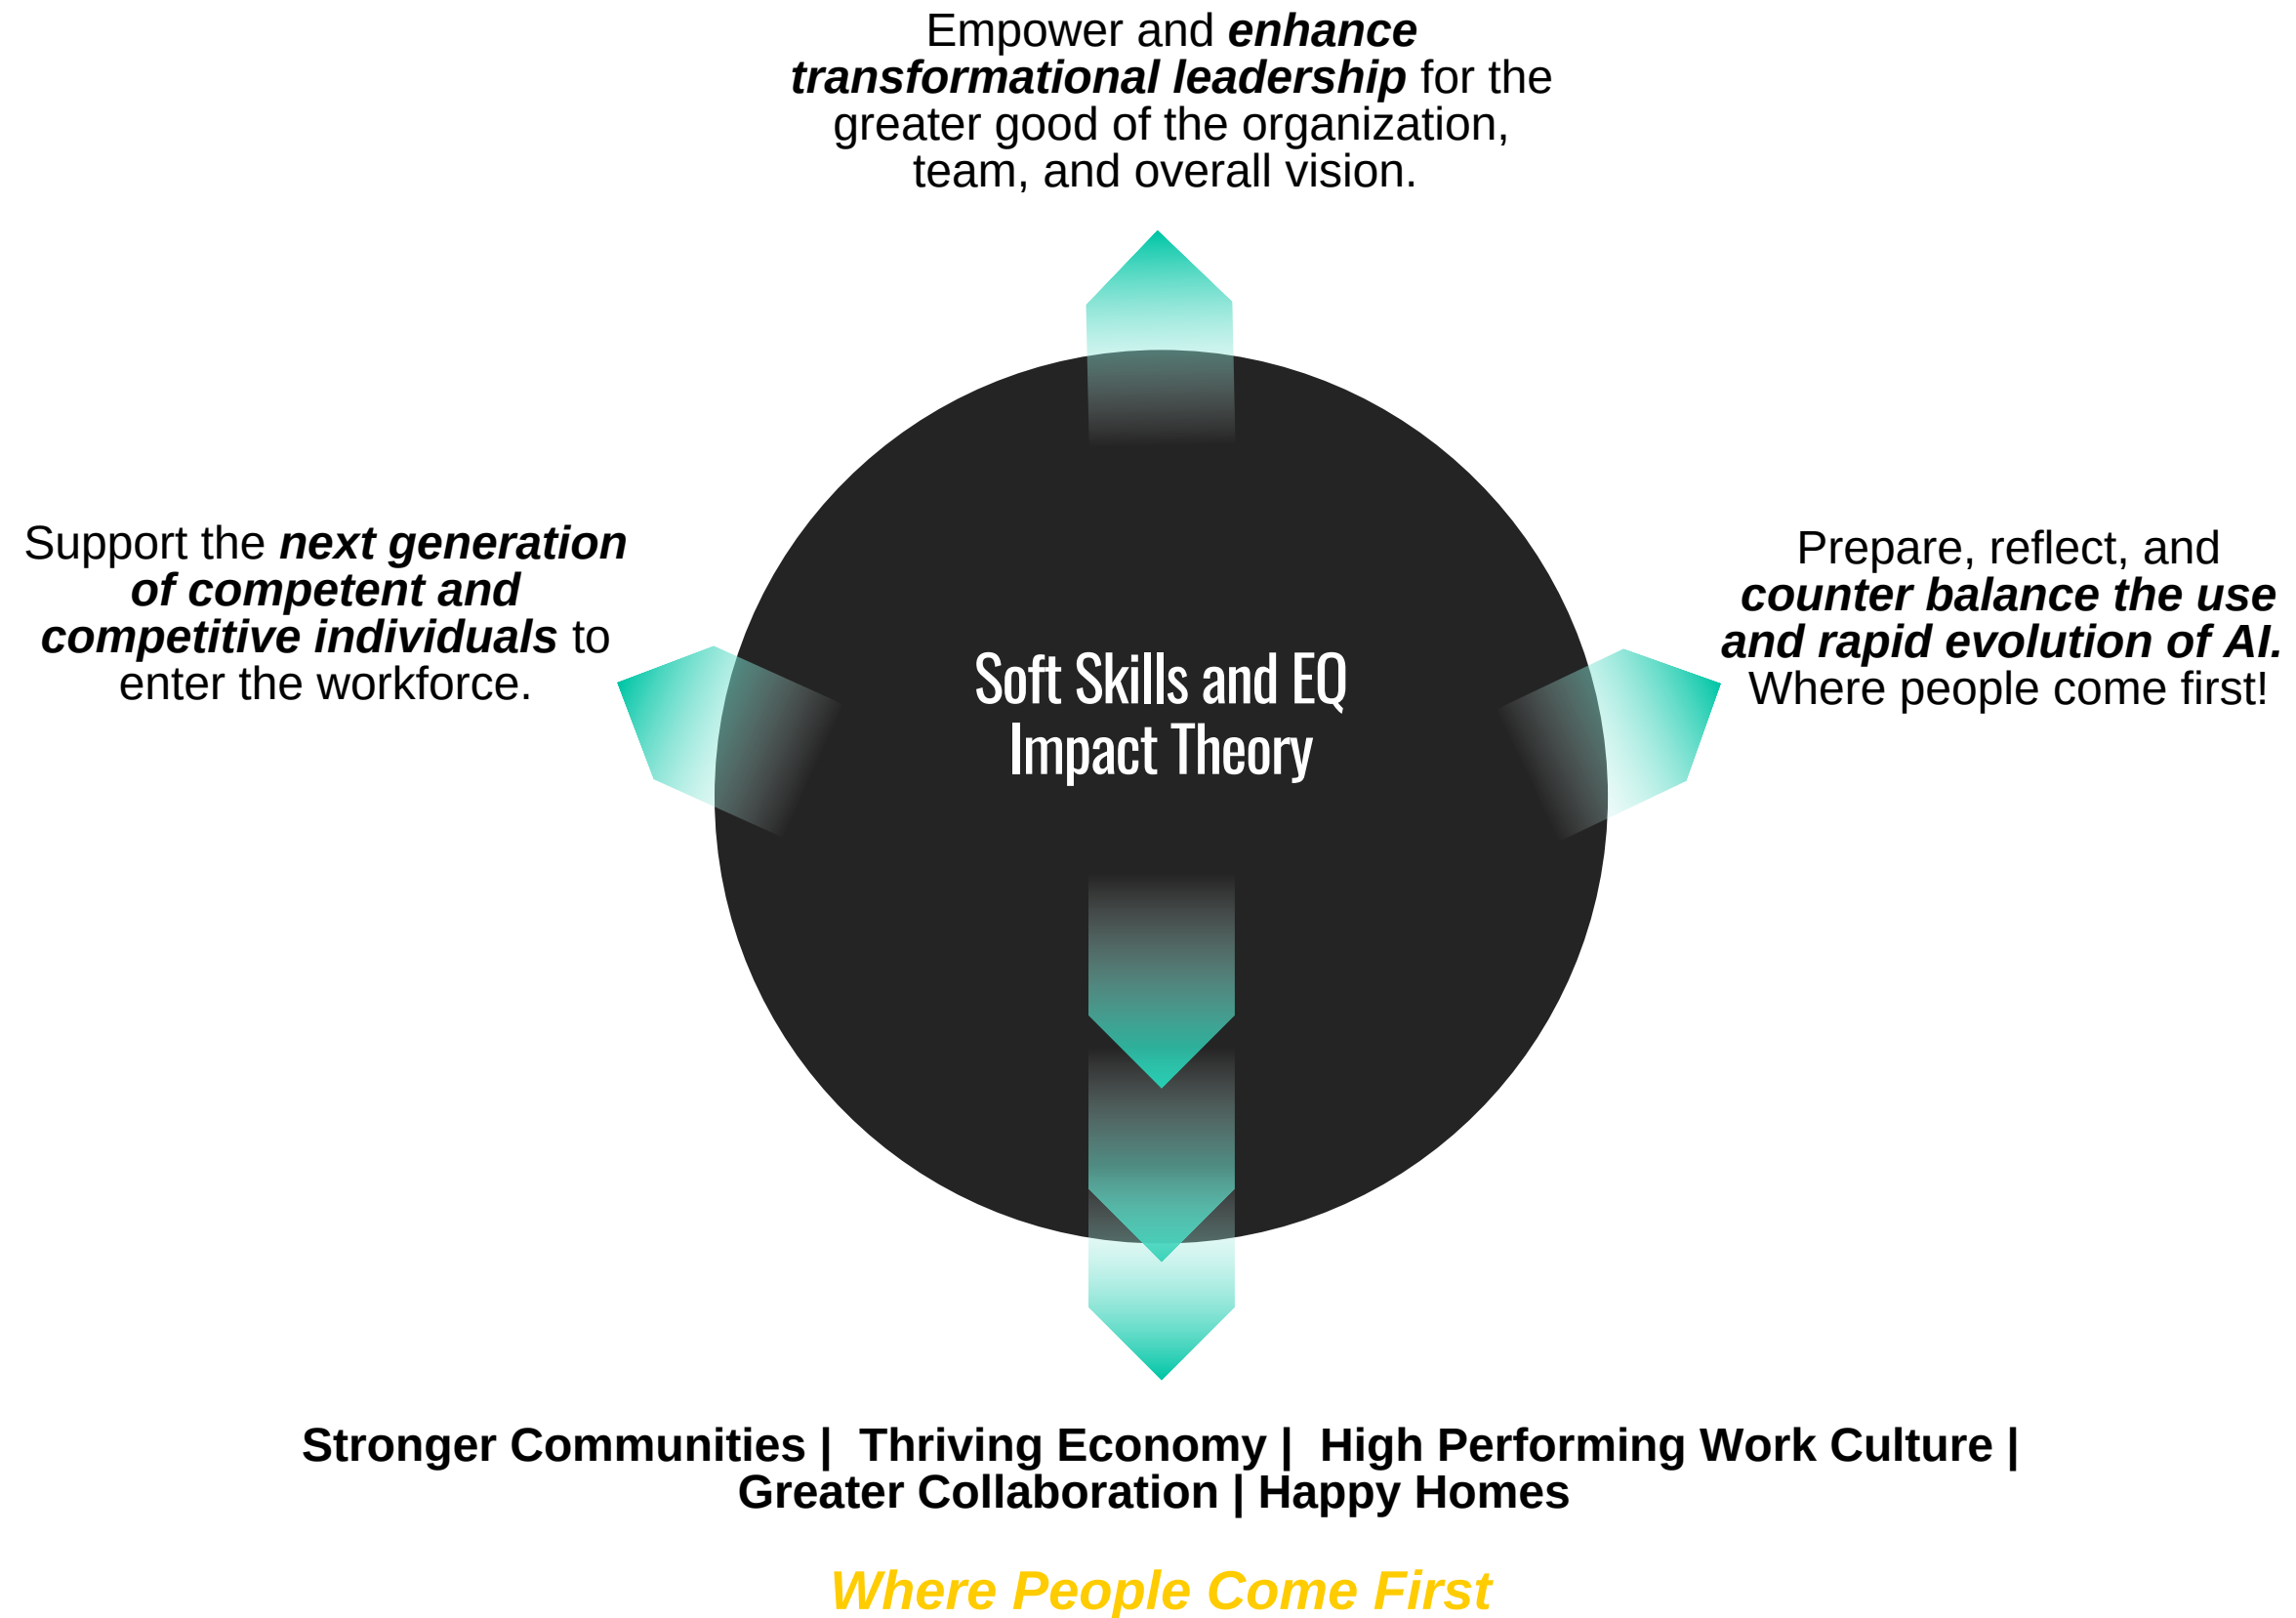 Empower and enhance
transformational leadership for the
greater good of the organization,
team, and overall vision.
Support the next generation
of competent and
competitive individuals to
enter the workforce.
Prepare, reflect, and
counter balance the use
and rapid evolution of AI.
Where people come first!
Soft Skills and EQ
Impact Theory
Stronger Communities | Thriving Economy | High Performing Work Culture |
Greater Collaboration | Happy Homes
Where People Come First